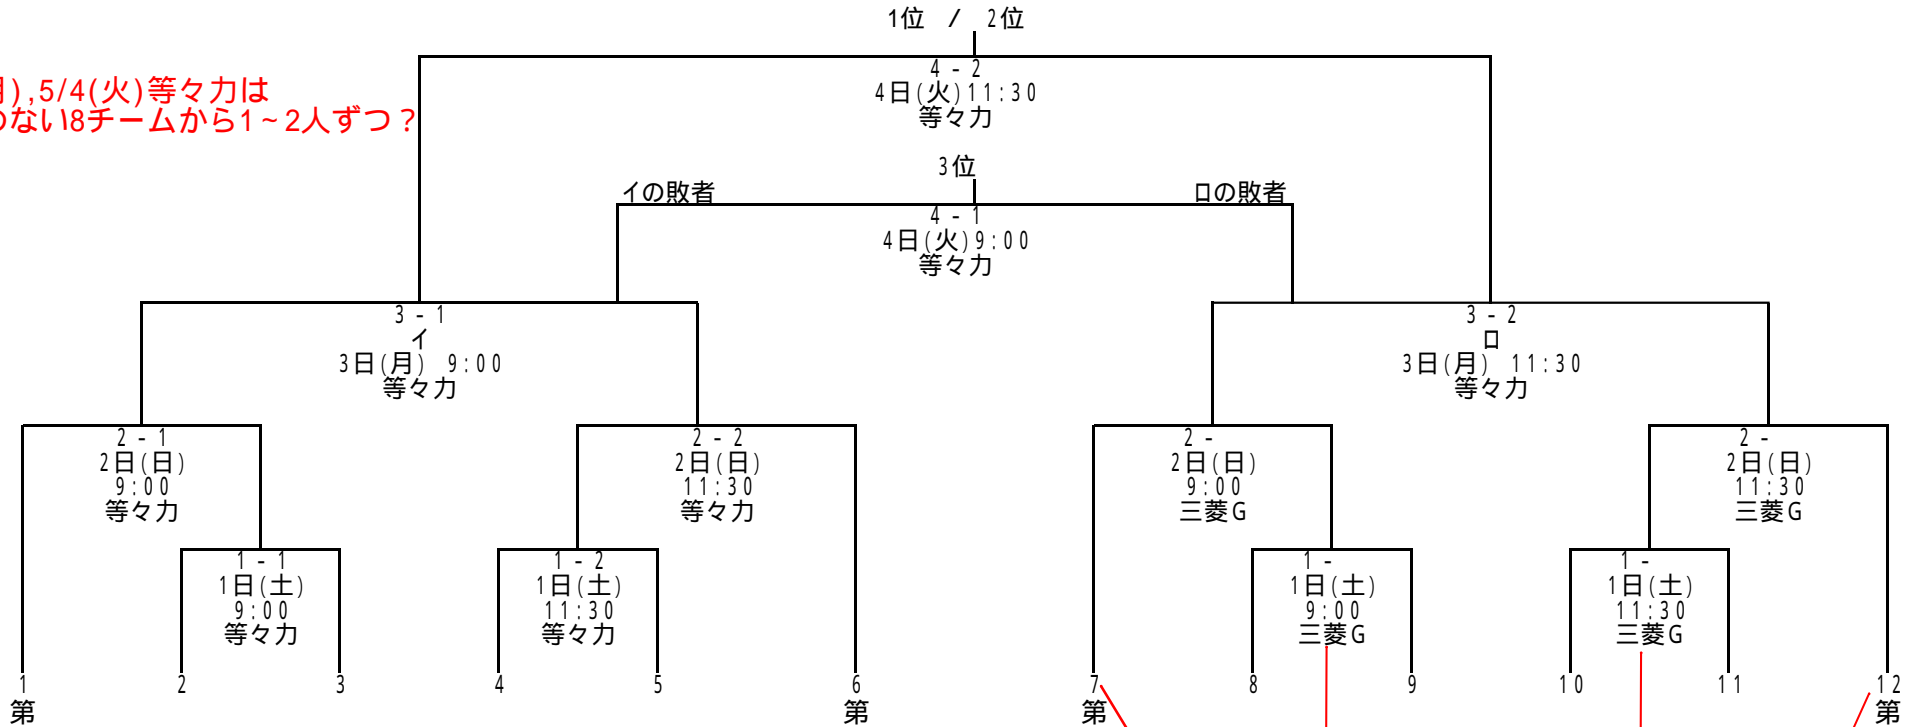 1位 / 2位
4-2
4日(火)11:30
等々力
),5/4(火)等々力は
ない8チームから1~2人ずつ?
3位
イの敗者
ロの敗者
4-1
4日(火)9:00
等々力
3-1
イ
3日(月) 9:00
等々力
3-2
ロ
3日(月) 11:30
等々力
2-1
2日(日)
9:00
等々力
2-2
2日(日)
11:30
等々力
2-
2日(日)
9:00
三菱G
2-
2日(日)
11:30
三菱G
1-1
1日(土)
9:00
等々力
1-2
1日(土)
11:30
等々力
1-
1日(土)
9:00
三菱G
1-
1日(土)
11:30
三菱G
1 2 3 4 5 6 7 8 9 10 11 12
第 第 第 第